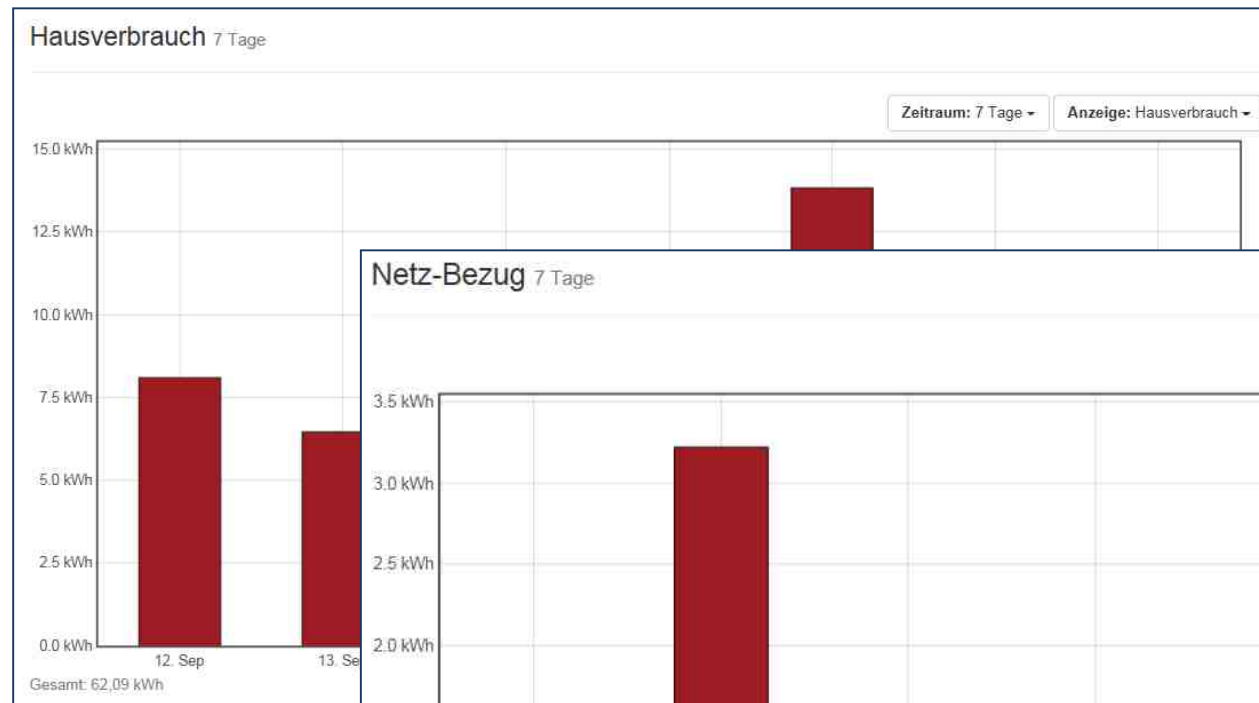 Hausverbrauch 7 Tage
Zeitraum: 7 Tage Anzeige: Hausverbrauch
15.0 kWh
12.5 kWh
10.0 kWh
7.5 kWh
5.0 kWh
2.5 kWh
0.0 kWh
12. Sep
13. Se
Gesamt: 62,09 kWh
Netz-Bezug 7 Tage
3.5 kWh
3.0 kWh
2.5 kWh
2.0 kWh